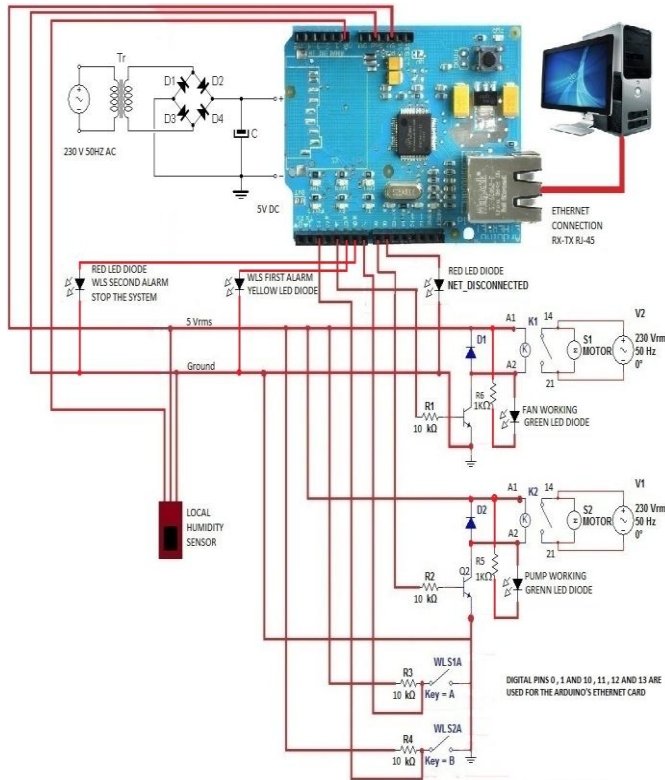 Tr
D1
D2
D3
D4
C
+
-
230 V 50HZ AC
5V DC
ETHERNET
CONNECTION
RX-TX RJ-45
RED LED DIODE
WLS SECOND ALARM
STOP THE SYSTEM
WLS FIRST ALARM
YELLOW LED DIODE
RED LED DIODE
NET_DISCONNECTED
5 Vrms
Ground
D1
A1
K1
14
V2
K
S1
MOTOR
230 Vrm
50 Hz
0°
A2
21
R6
1KΩ
R1
10 kΩ
FAN WORKING
GREEN LED DIODE
LOCAL
HUMIDITY
SENSOR
D2
A1
K2
14
V1
K
S2
MOTOR
230 Vrm
50 Hz
0°
A2
21
R5
1KΩ
Q2
R2
10 kΩ
PUMP WORKING
GRENN LED DIODE
WLS1A
R3
10 kΩ
Key = A
DIGITAL PINS 0 , 1 AND 10 , 11 , 12 AND 13 ARE
USED FOR THE ARDUINO'S ETHERNET CARD
WLS2A
R4
10 kΩ
Key = B